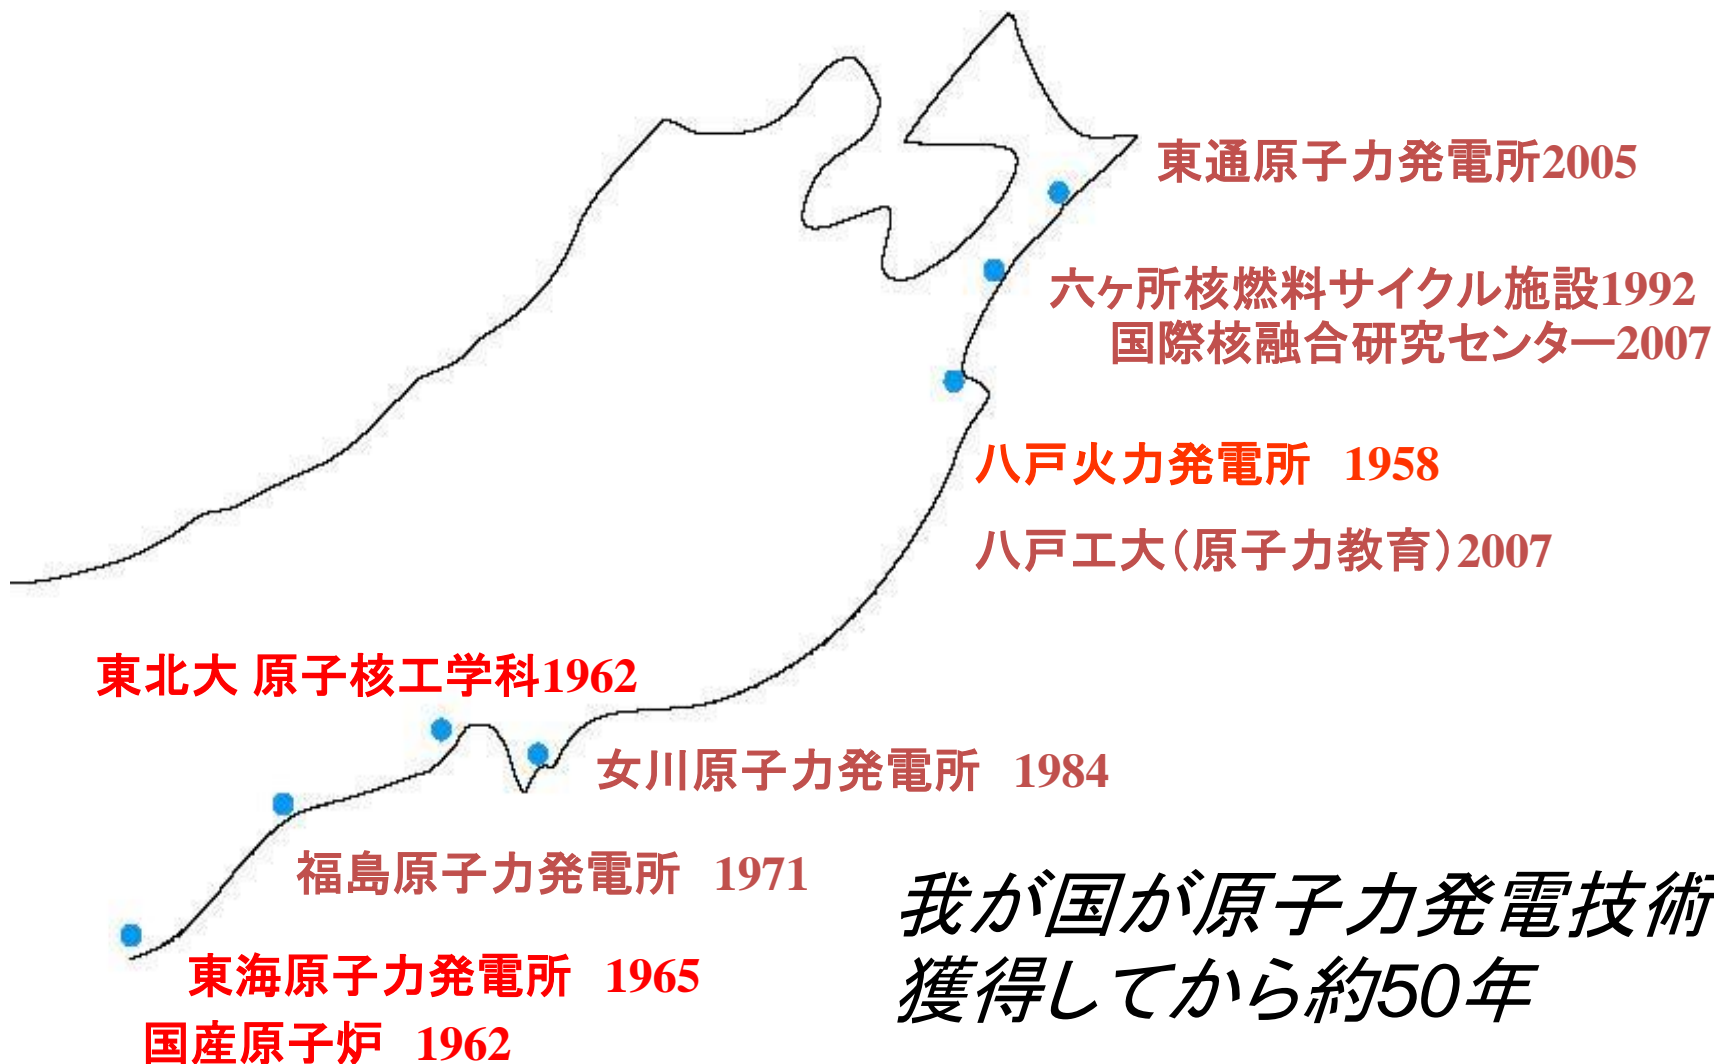 東通原子力発電所2005
六ヶ所核燃料サイクル施設1992
国際核融合研究センター2007
八戸火力発電所 1958
八戸工大(原子力教育)2007
東北大 原子核工学科1962
女川原子力発電所 1984
福島原子力発電所 1971
東海原子力発電所 1965
国産原子炉 1962
我が国が原子力発電技術
獲得してから約50年